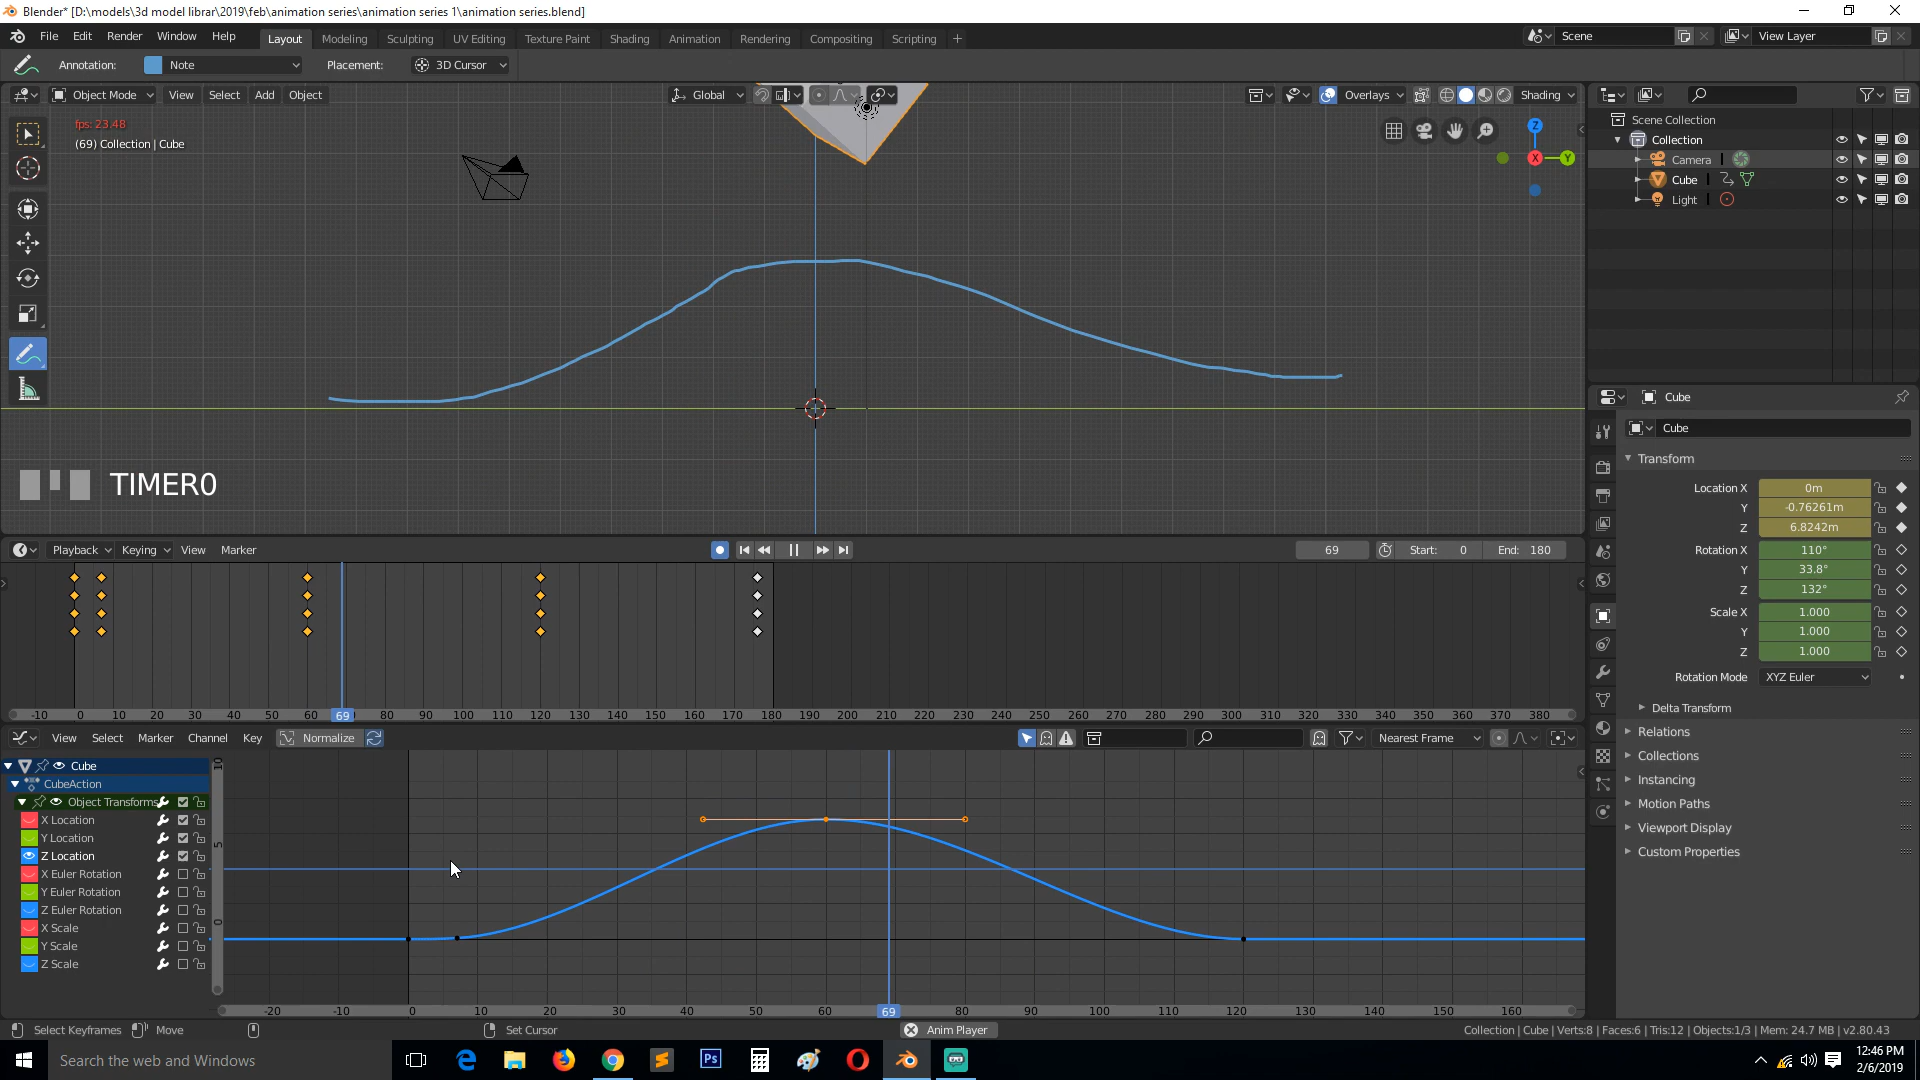 Blender* [D:\models\3d model librar\2019\feb\animation series\animation series 1\animation series.blend]
File Edit Render Window Help Layout Modeling Sculpting UV Editing Texture Paint Shading Animation Rendering Compositing Scripting + Scene View Layer
Annotation: Note Placement: 3D Cursor
Object Mode View Select Add Object Global Overlays Shading
fps: 23.48
(69) Collection | Cube
Z
X
Y
TIMER0
Scene Collection
Collection
Camera
Cube
Light
Cube
Cube
Transform
Location X 0m
Y -0.76261m
Z 6.8242m
Rotation X 110°
Y 33.8°
Z 132°
Scale X 1.000
Y 1.000
Z 1.000
Rotation Mode XYZ Euler
Delta Transform
Relations
Collections
Instancing
Motion Paths
Viewport Display
Custom Properties
Playback Keying View Marker 69 Start: 0 End: 180
-10 0 10 20 30 40 50 60 69 80 90 100 110 120 130 140 150 160 170 180 190 200 210 220 230 240 250 260 270 280 290 300 310 320 330 340 350 360 370 380
View Select Marker Channel Key Normalize Nearest Frame
Cube
CubeAction
Object Transforms
X Location
Y Location
Z Location
X Euler Rotation
Y Euler Rotation
Z Euler Rotation
X Scale
Y Scale
Z Scale
10
5
0
-20 -10 0 10 20 30 40 50 60 69 80 90 100 110 120 130 140 150 160
Select Keyframes Move Set Cursor Anim Player Collection | Cube | Verts:8 | Faces:6 | Tris:12 | Objects:1/3 | Mem: 24.7 MB | v2.80.43
Search the web and Windows
Ps
12:46 PM
2/6/2019